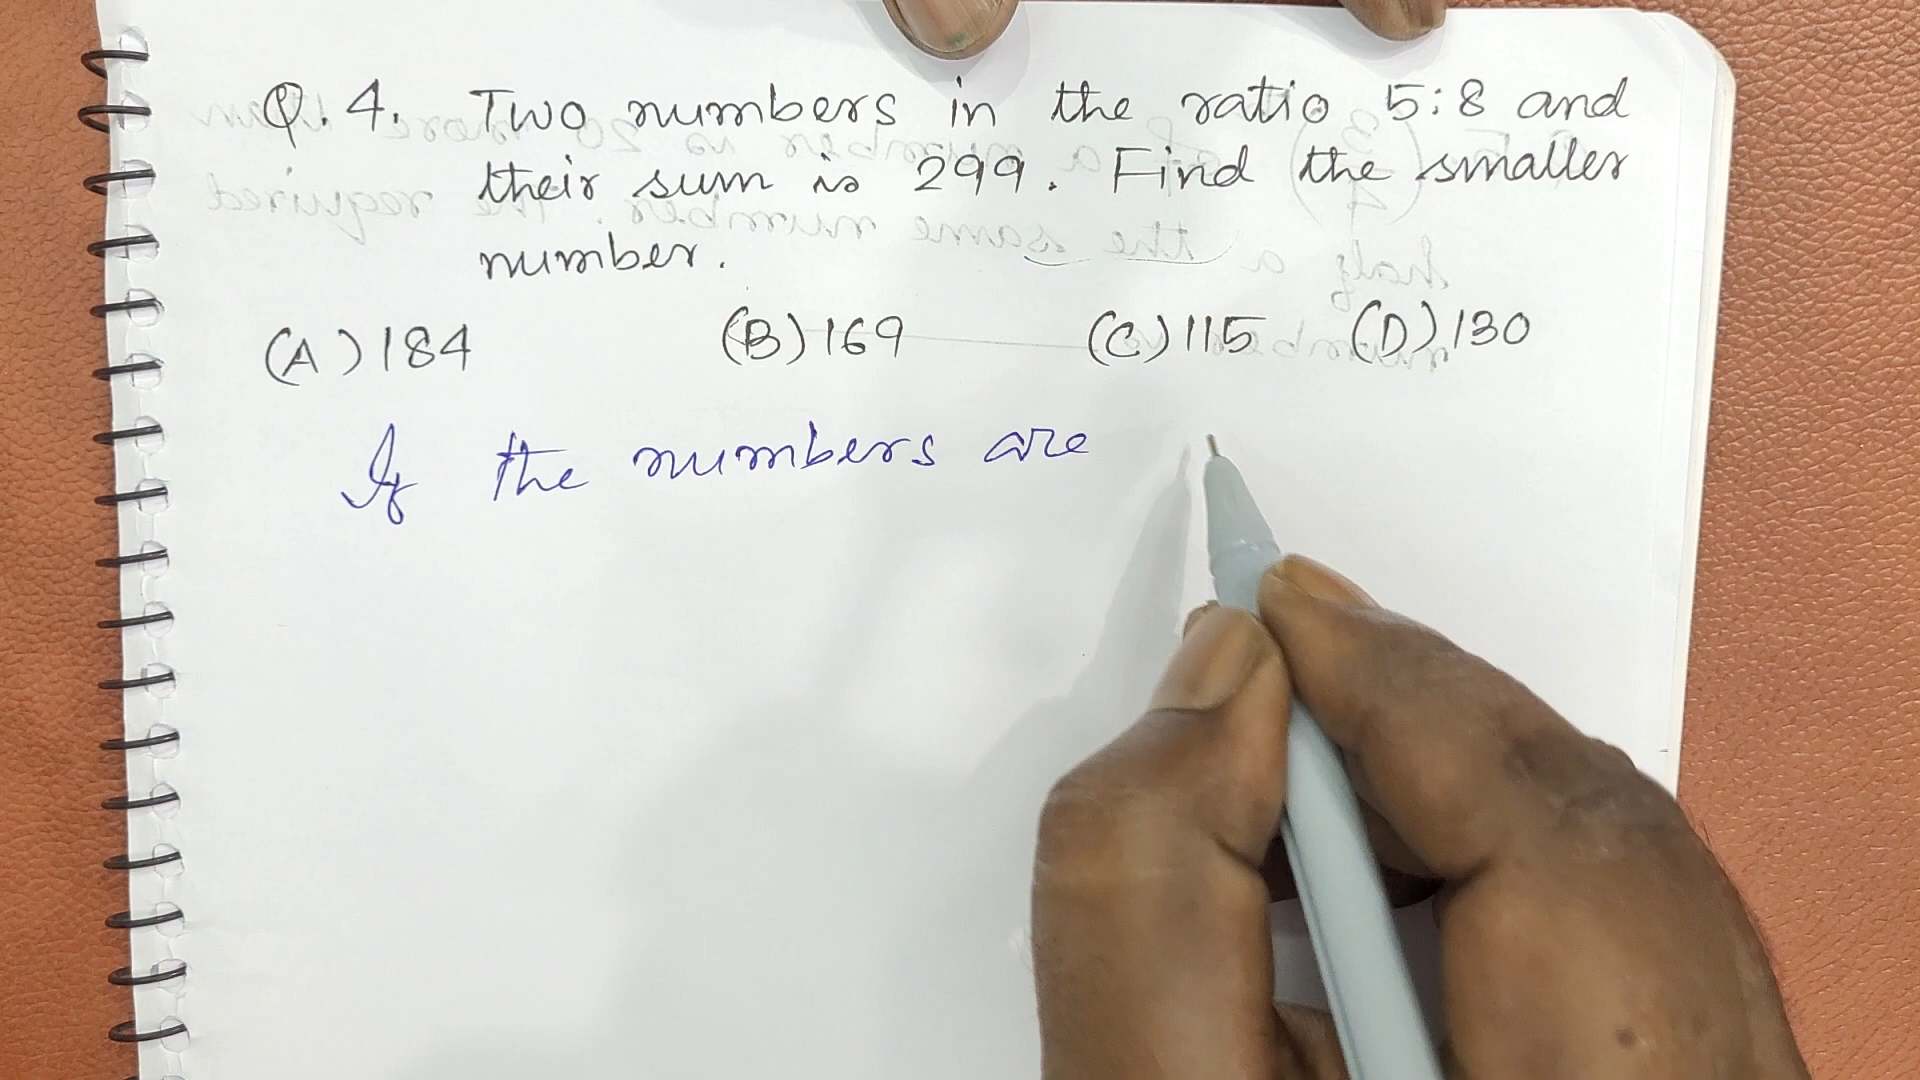 Q.4. Two numbers in the ratio 5:8 and
their sum is 299. Find the smaller
number.
(A) 184 (B) 169 (C) 115 (D) 130
If the numbers are